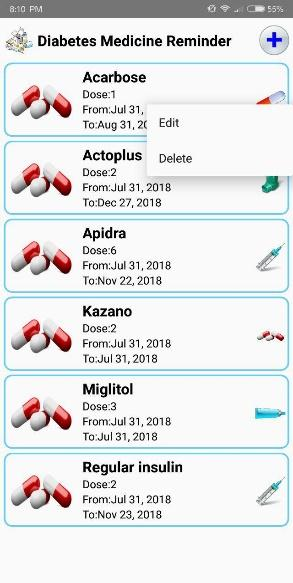 8:10 PM
55%
Diabetes Medicine Reminder
Acarbose
Dose:1
From:Jul 31,
To:Aug 31, 20
Edit
Delete
Actoplus
Dose:2
From:Jul 31, 2018
To:Dec 27, 2018
Apidra
Dose:6
From:Jul 31, 2018
To:Nov 22, 2018
Kazano
Dose:2
From:Jul 31, 2018
To:Jul 31, 2018
Miglitol
Dose:3
From:Jul 31, 2018
To:Jul 31, 2018
Regular insulin
Dose:2
From:Jul 31, 2018
To:Nov 23, 2018